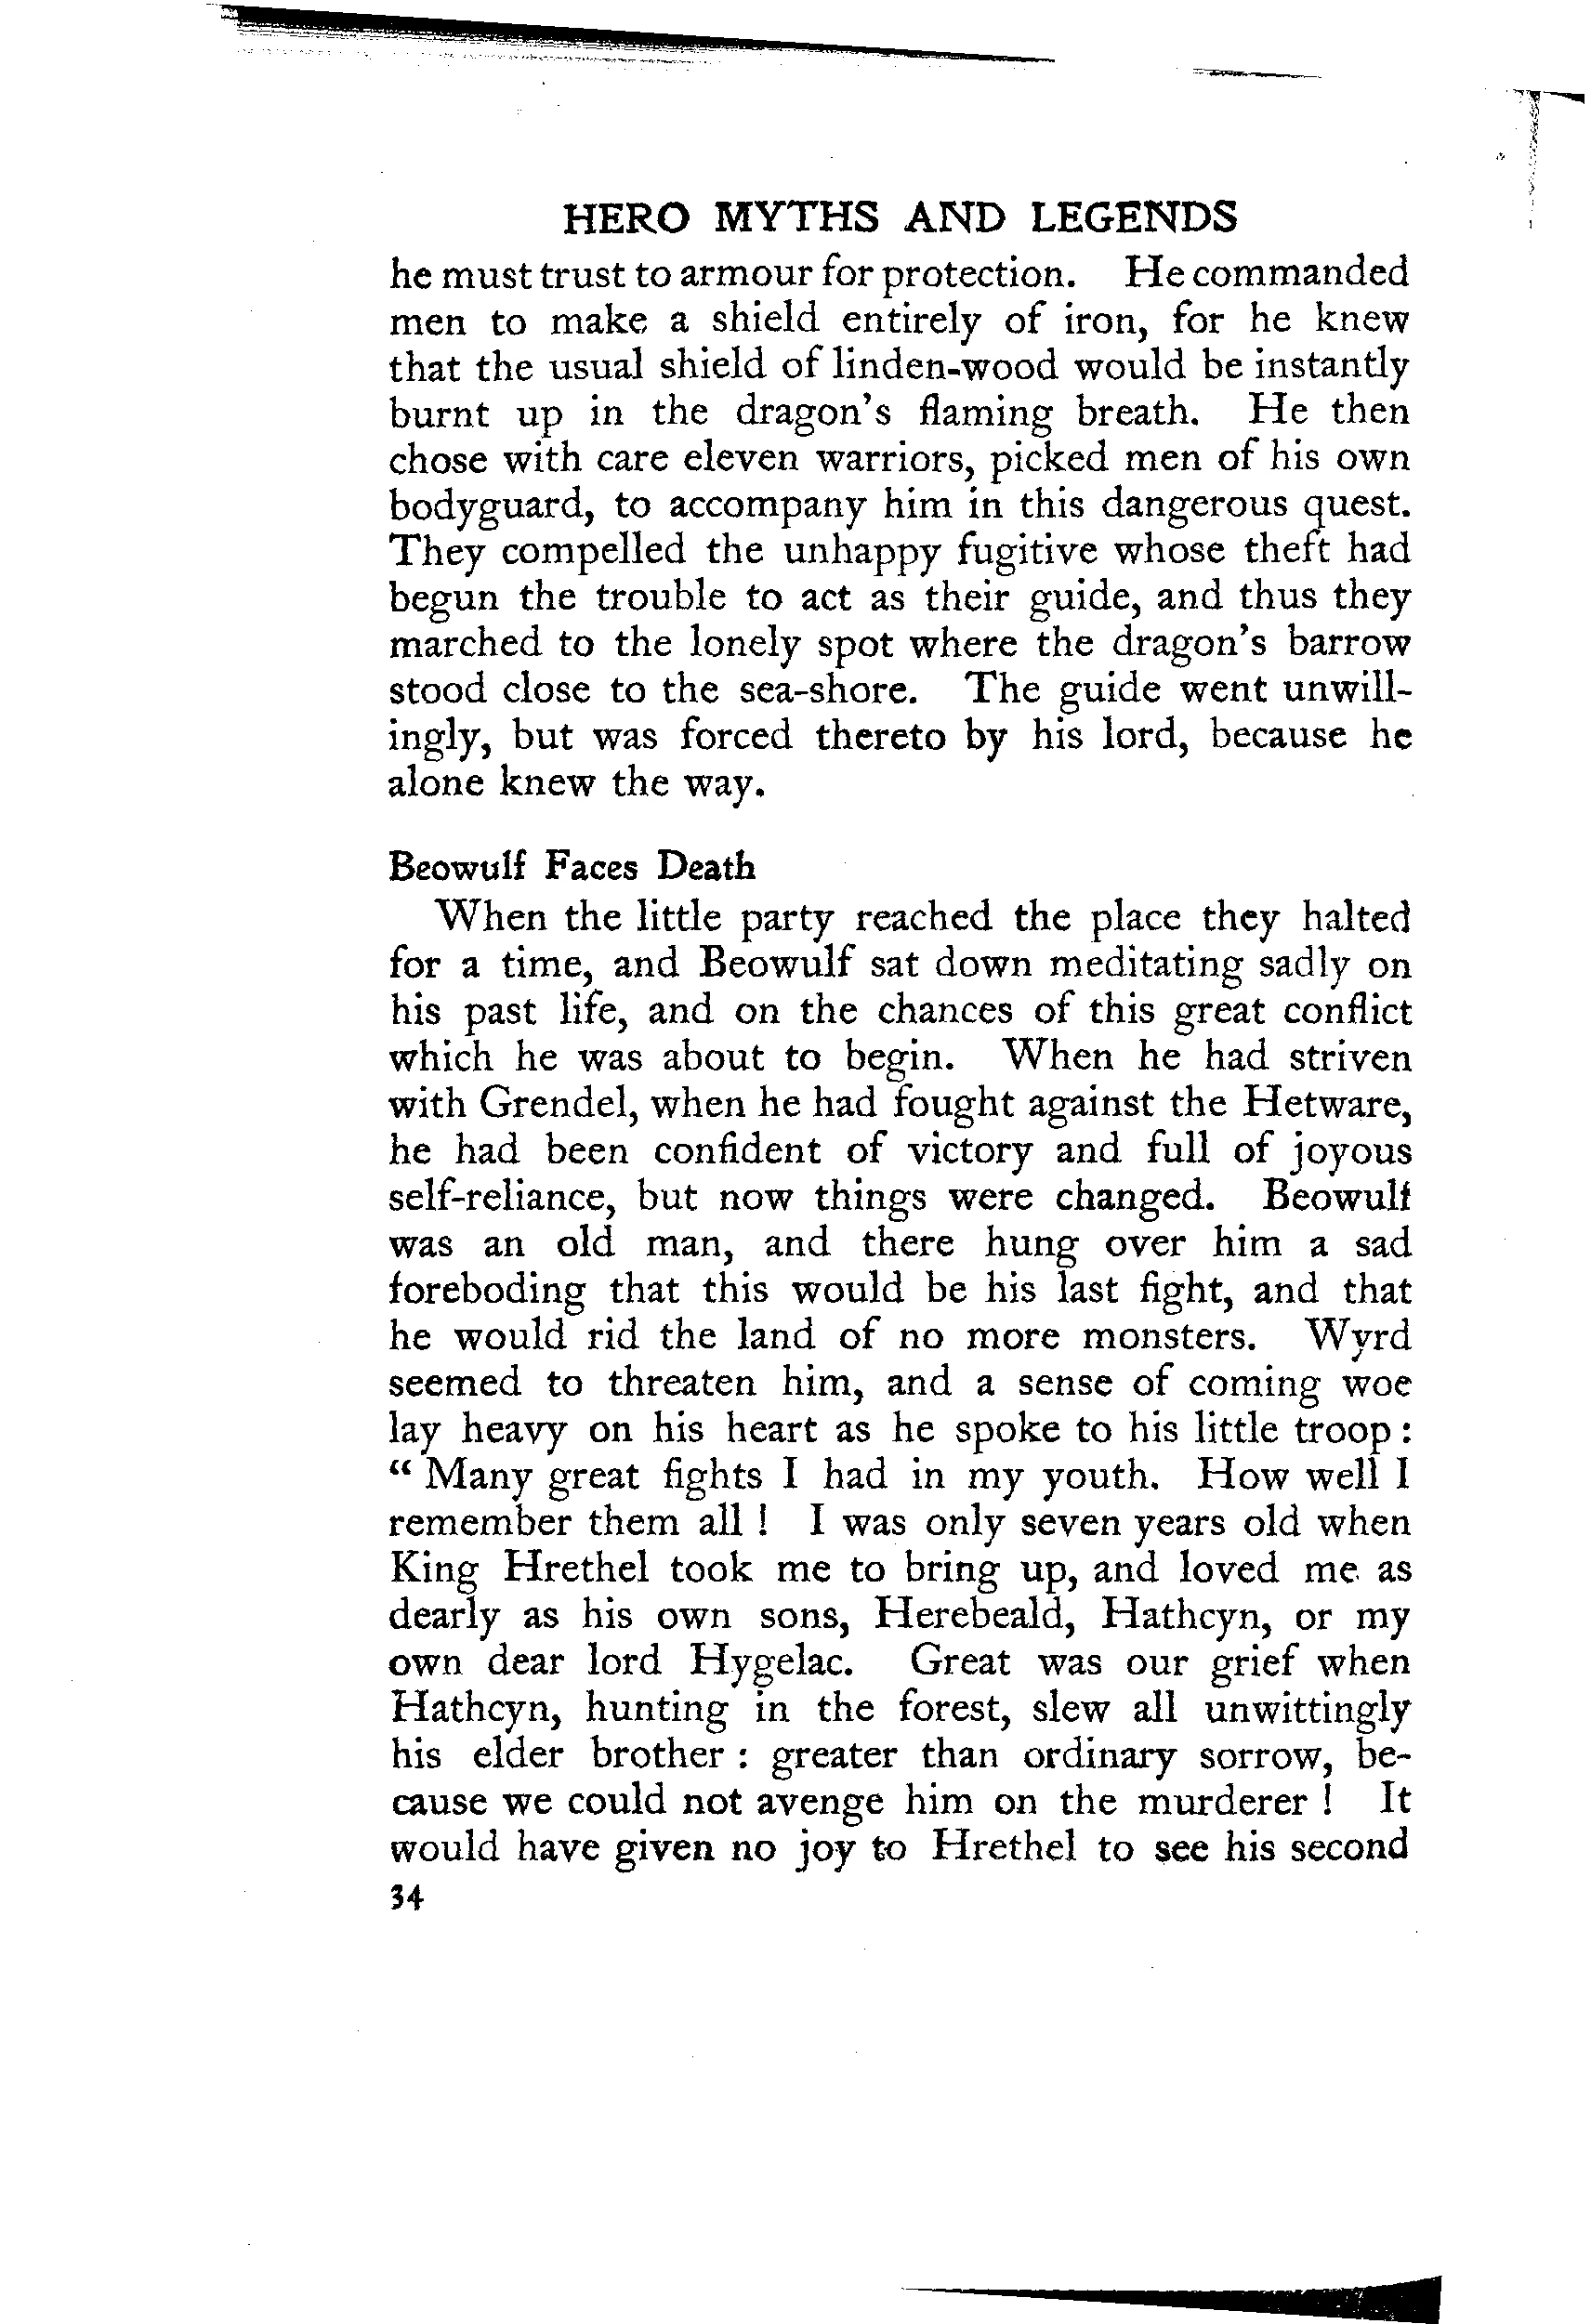 HERO MYTHS AND LEGENDS
he must trust to armour for protection. He commanded
men to make a shield entirely of iron, for he knew
that the usual shield of linden-wood would be instantly
burnt up in the dragon's flaming breath. He then
chose with care eleven warriors, picked men of his own
bodyguard, to accompany him in this dangerous quest.
They compelled the unhappy fugitive whose theft had
begun the trouble to act as their guide, and thus they
marched to the lonely spot where the dragon's barrow
stood close to the sea-shore. The guide went unwill-
ingly, but was forced thereto by his lord, because he
alone knew the way.
Beowulf Faces Death
When the little party reached the place they halted
for a time, and Beowulf sat down meditating sadly on
his past life, and on the chances of this great conflict
which he was about to begin. When he had striven
with Grendel, when he had fought against the Hetware,
he had been confident of victory and full of joyous
self-reliance, but now things were changed. Beowulf
was an old man, and there hung over him a sad
foreboding that this would be his last fight, and that
he would rid the land of no more monsters. Wyrd
seemed to threaten him, and a sense of coming woe
lay heavy on his heart as he spoke to his little troop :
“ Many great fights I had in my youth. How well I
remember them all ! I was only seven years old when
King Hrethel took me to bring up, and loved me as
dearly as his own sons, Herebeald, Hathcyn, or my
own dear lord Hygelac. Great was our grief when
Hathcyn, hunting in the forest, slew all unwittingly
his elder brother : greater than ordinary sorrow, be-
cause we could not avenge him on the murderer ! It
would have given no joy to Hrethel to see his second
34